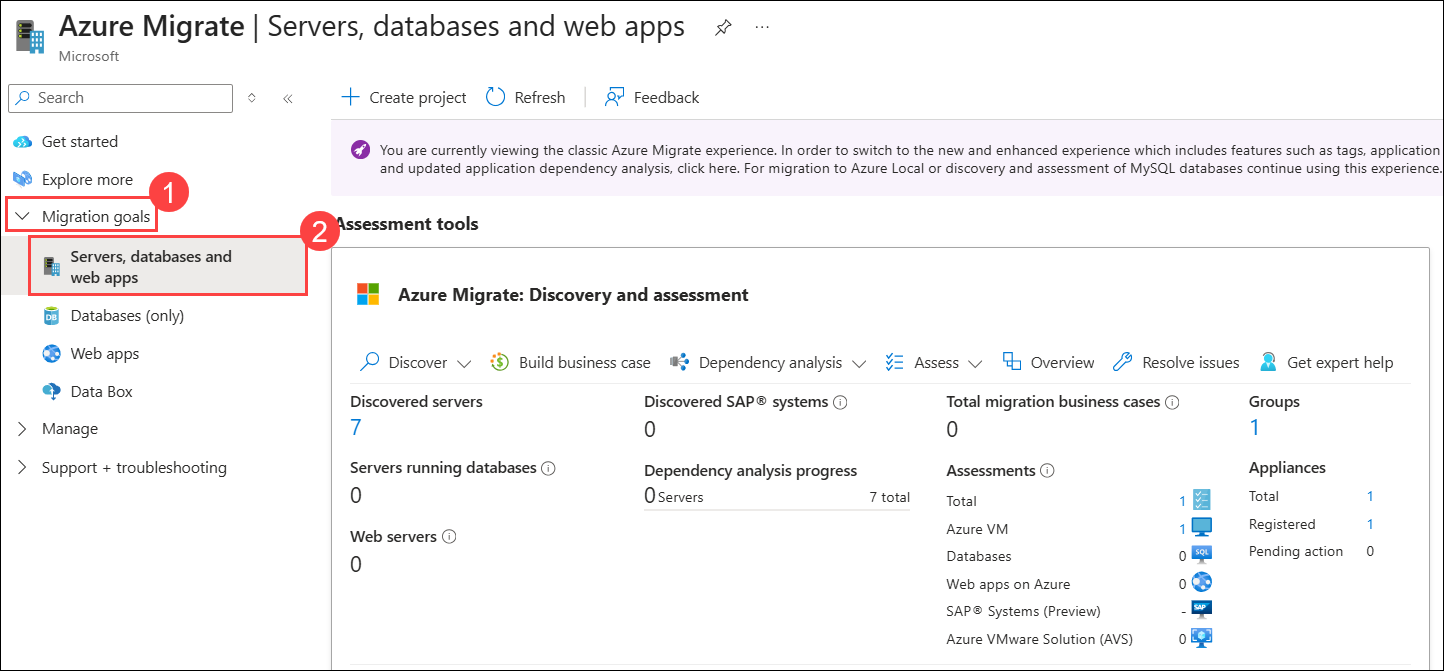 Azure Migrate | Servers, databases and web apps
Microsoft
Search
Create project
Refresh
Feedback
Get started
Explore more
1
Migration goals
2
Servers, databases and
web apps
Databases (only)
Web apps
Data Box
Manage
Support + troubleshooting
You are currently viewing the classic Azure Migrate experience. In order to switch to the new and enhanced experience which includes features such as tags, application
and updated application dependency analysis, click here. For migration to Azure Local or discovery and assessment of MySQL databases continue using this experience.
Assessment tools
Azure Migrate: Discovery and assessment
Discover
Build business case
Dependency analysis
Assess
Overview
Resolve issues
Get expert help
Discovered servers
7
Servers running databases
0
Web servers
0
Discovered SAP® systems
0
Dependency analysis progress
0 Servers 7 total
Total migration business cases
0
Assessments
Total 1
Azure VM 1
Databases 0
SQL
Web apps on Azure 0
SAP® Systems (Preview) -
SAP
Azure VMware Solution (AVS) 0
Groups
1
Appliances
Total 1
Registered 1
Pending action 0